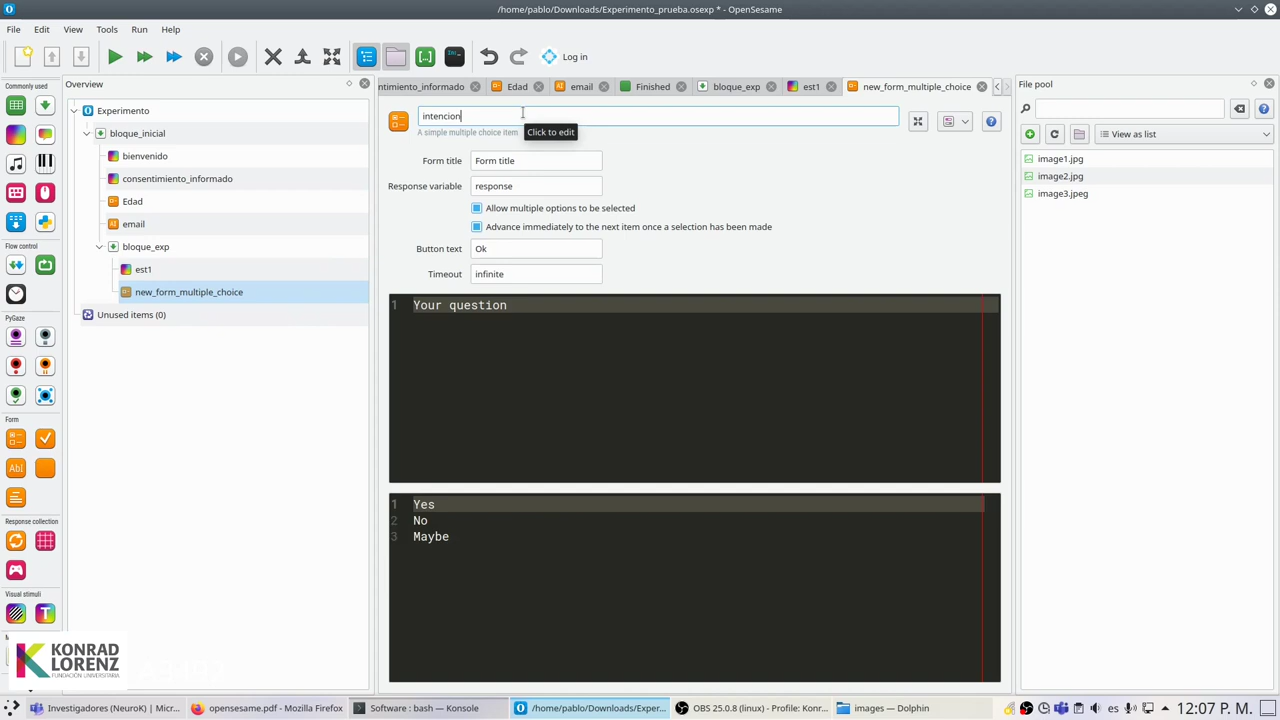 /home/pablo/Downloads/Experimento_prueba.osexp * - OpenSesame
File Edit View Tools Run Help
Log in
Commonly used
Overview
Experimento
bloque_inicial
bienvenido
consentimiento_informado
Edad
email
bloque_exp
est1
new_form_multiple_choice
Unused items (0)
Flow control
PyGaze
Form
Response collection
Visual stimuli
KONRAD
LORENZ
FUNDACIÓN UNIVERSITARIA
ntimiento_informado Edad email Finished bloque_exp est1 new_form_multiple_choice
intencion
A simple multiple choice item
Click to edit
Form title Form title
Response variable response
Allow multiple options to be selected
Advance immediately to the next item once a selection has been made
Button text Ok
Timeout infinite
1 Your question
1 Yes
2 No
3 Maybe
File pool
View as list
image1.jpg
image2.jpg
image3.jpeg
Investigadores (NeuroK) | Micr...
opensesame.pdf - Mozilla Firefox
Software : bash — Konsole
/home/pablo/Downloads/Exper...
OBS 25.0.8 (linux) - Profile: Konr...
images — Dolphin
es
12:07 P. M.